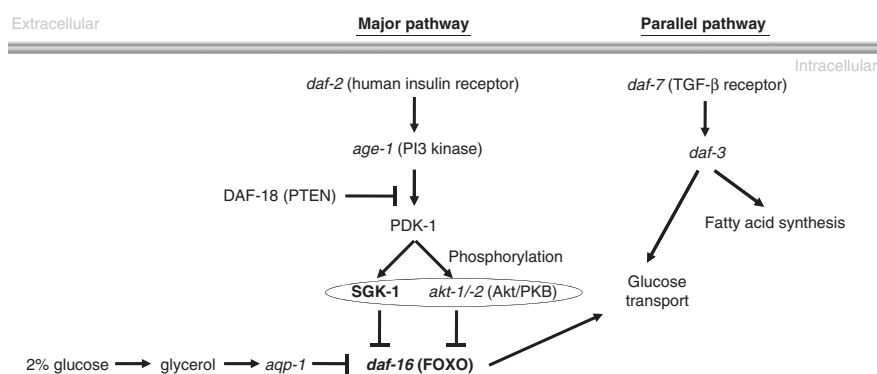 Extracellular
Major pathway
Parallel pathway
Intracellular
daf-2 (human insulin receptor)
daf-7 (TGF-β receptor)
age-1 (PI3 kinase)
daf-3
DAF-18 (PTEN)
PDK-1
Fatty acid synthesis
Phosphorylation
SGK-1
akt-1/-2 (Akt/PKB)
Glucose
transport
2% glucose
glycerol
aqp-1
daf-16 (FOXO)